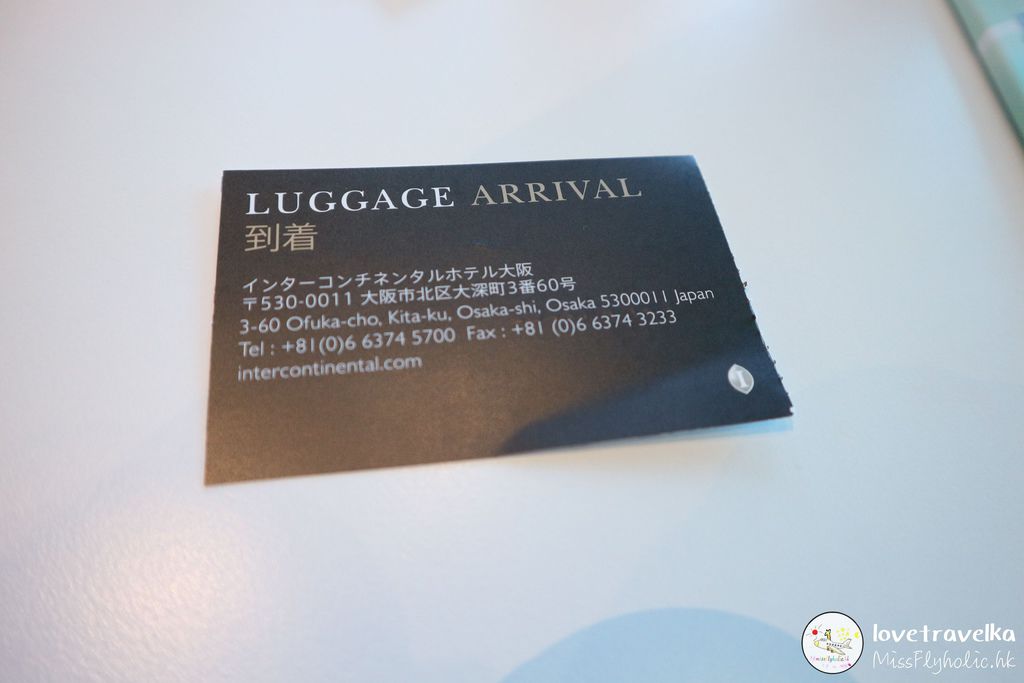 LUGGAGE ARRIVAL
到着
インターコンチネンタルホテル大阪
〒530-0011 大阪市北区大深町3番60号
3-60 Ofuka-cho, Kita-ku, Osaka-shi, Osaka 5300011 Japan
Tel : +81(0)6 6374 5700 Fax : +81 (0)6 6374 3233
intercontinental.com
lovetravelka
MissFlyholic.hk